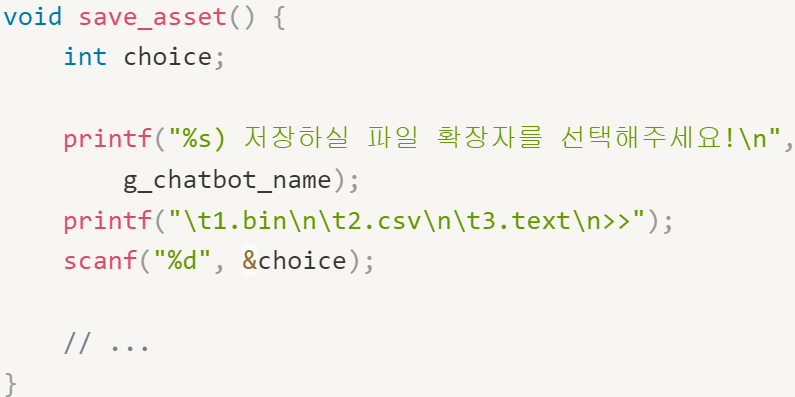 void save_asset() {
    int choice;

    printf("%s) 저장하실 파일 확장자를 선택해주세요!\n",
        g_chatbot_name);
    printf("\t1.bin\n\t2.csv\n\t3.text\n>>");
    scanf("%d", &choice);

    // ...
}